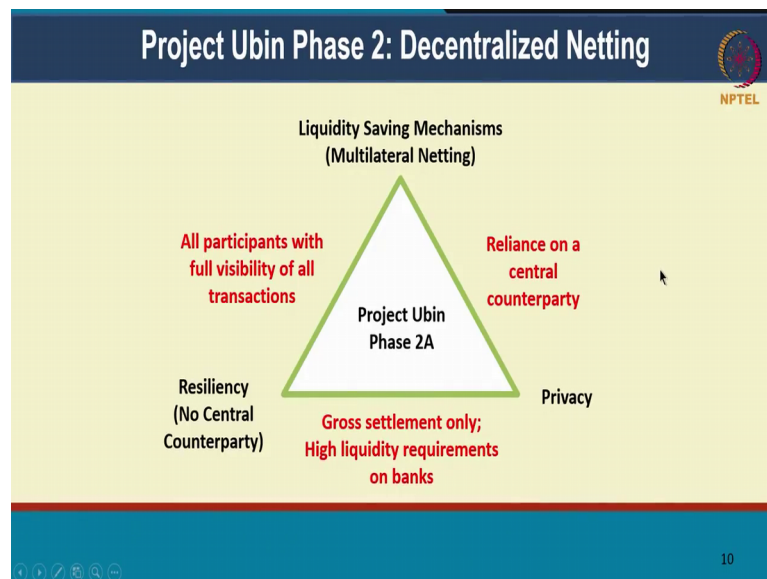 Project Ubin Phase 2: Decentralized Netting
NPTEL
Liquidity Saving Mechanisms
(Multilateral Netting)
All participants with
full visibility of all
transactions
Reliance on a
central
counterparty
Project Ubin
Phase 2A
Resiliency
(No Central
Counterparty)
Privacy
Gross settlement only;
High liquidity requirements
on banks
10